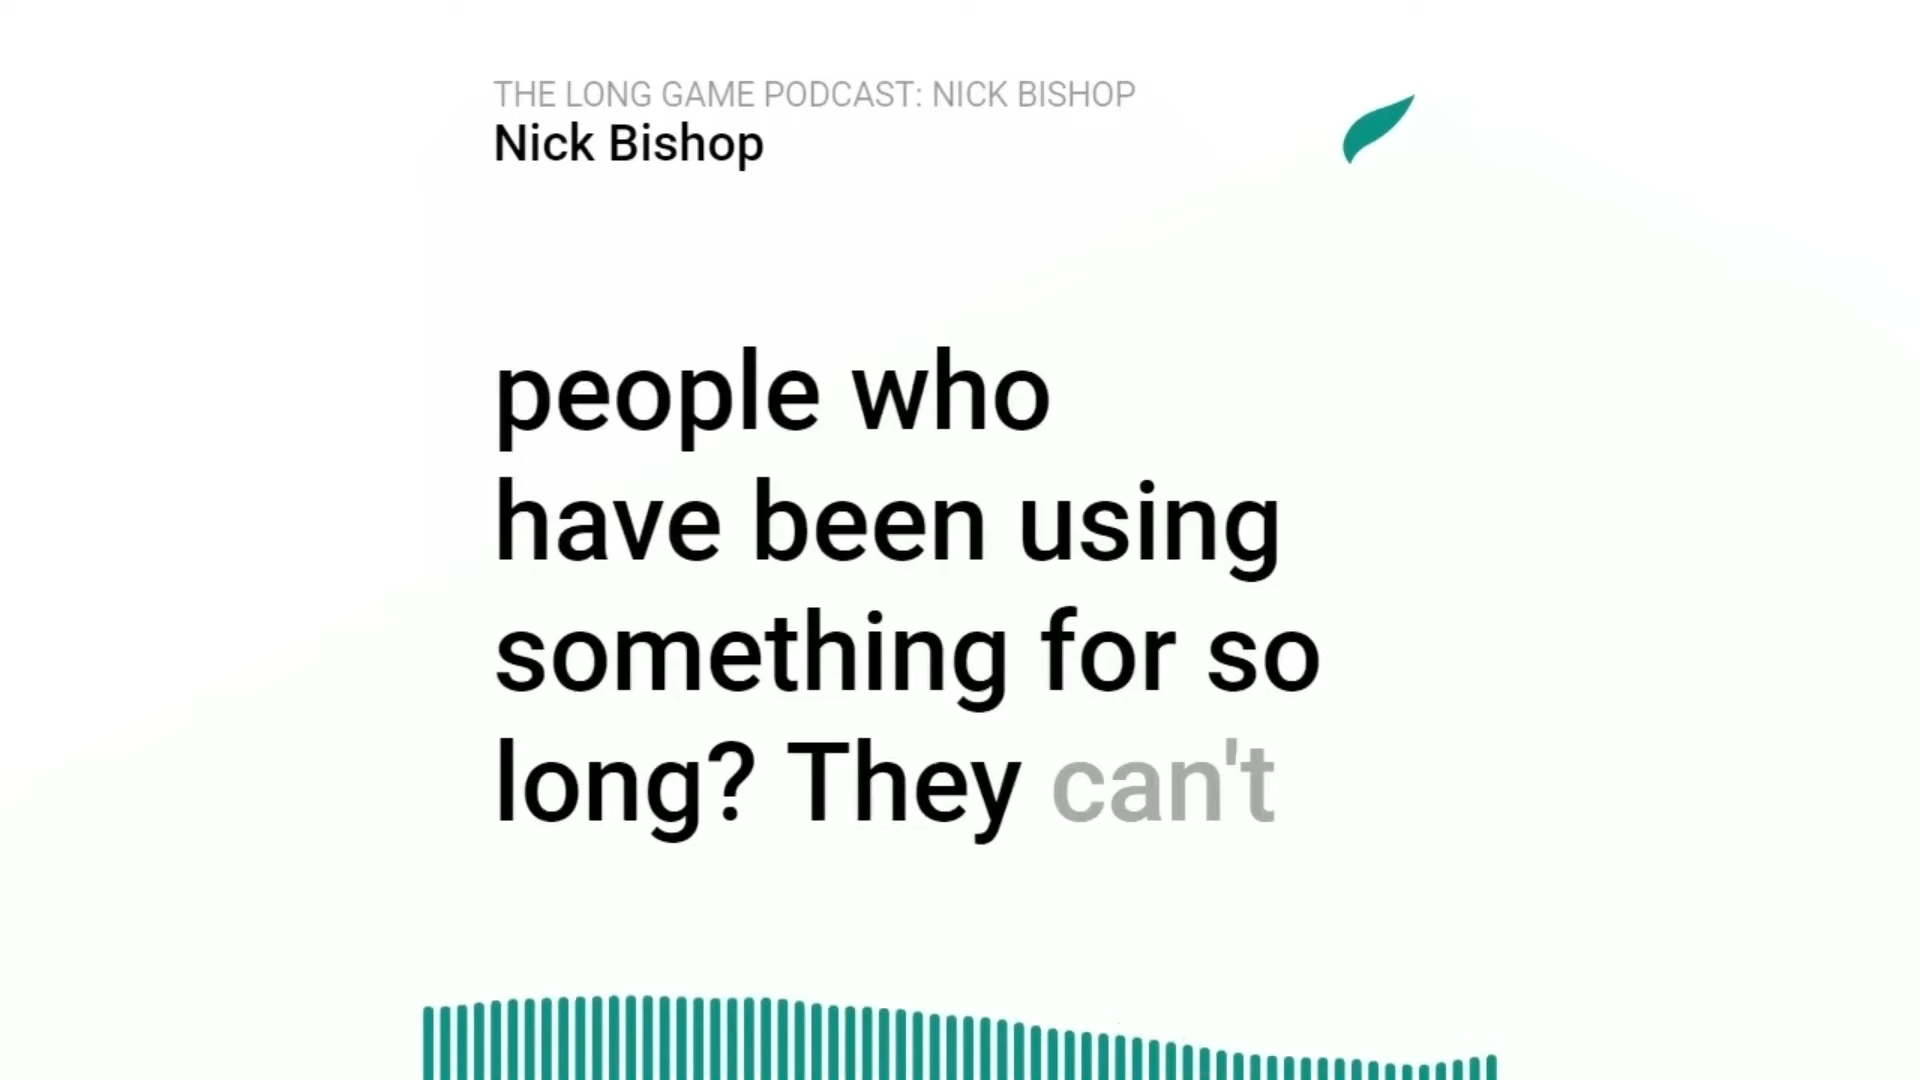 THE LONG GAME PODCAST: NICK BISHOP
Nick Bishop
people who
have been using
something for so
long? They can't